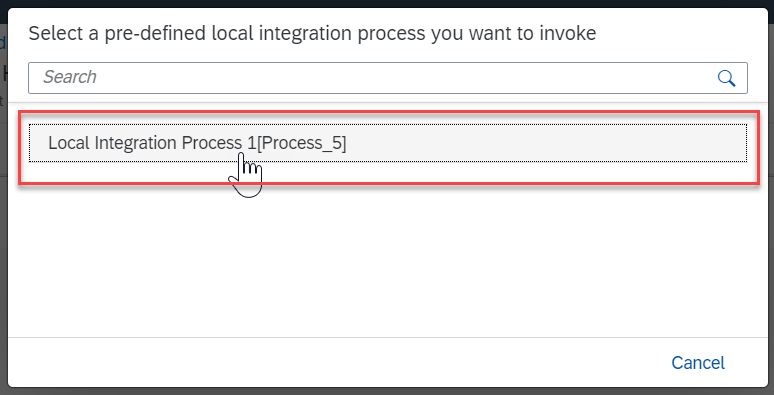 Select a pre-defined local integration process you want to invoke
Search
Local Integration Process 1[Process_5]
Cancel